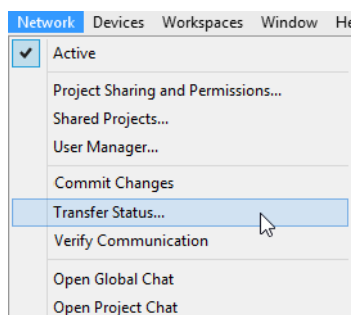 Network Devices Workspaces Window
Active
Project Sharing and Permissions...
Shared Projects...
User Manager...
Commit Changes
Transfer Status...
Verify Communication
Open Global Chat
Open Project Chat